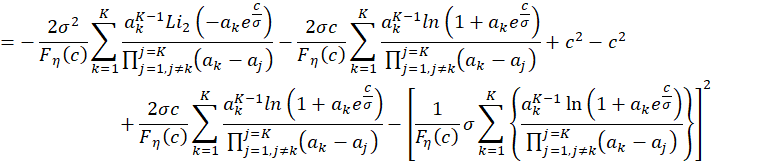 = -\frac{2\sigma^2}{F_\eta(c)} \sum_{k=1}^{K} \frac{a_k^{K-1} Li_2\left(-a_k e^{\frac{c}{\sigma}}\right)}{\prod_{j=1,j\neq k}^{j=K}(a_k - a_j)} - \frac{2\sigma c}{F_\eta(c)} \sum_{k=1}^{K} \frac{a_k^{K-1} ln\left(1 + a_k e^{\frac{c}{\sigma}}\right)}{\prod_{j=1,j\neq k}^{j=K}(a_k - a_j)} + c^2 - c^2
+ \frac{2\sigma c}{F_\eta(c)} \sum_{k=1}^{K} \frac{a_k^{K-1} ln\left(1 + a_k e^{\frac{c}{\sigma}}\right)}{\prod_{j=1,j\neq k}^{j=K}(a_k - a_j)} - \left[\frac{1}{F_\eta(c)} \sigma \sum_{k=1}^{K} \left\{\frac{a_k^{K-1} \ln\left(1 + a_k e^{\frac{c}{\sigma}}\right)}{\prod_{j=1,j\neq k}^{j=K}(a_k - a_j)}\right\}\right]^2